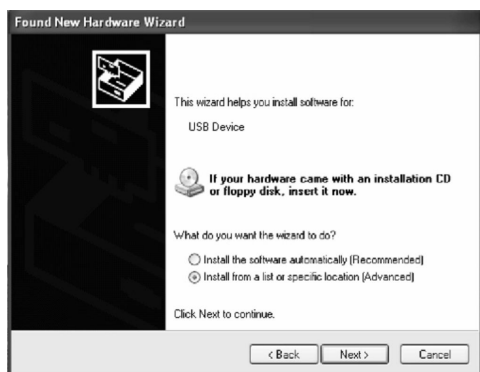 Found New Hardware Wizard
This wizard helps you install software for:
USB Device
If your hardware came with an installation CD
or floppy disk, insert it now.
What do you want the wizard to do?
Install the software automatically (Recommended)
Install from a list or specific location (Advanced)
Click Next to continue.
< Back Next > Cancel